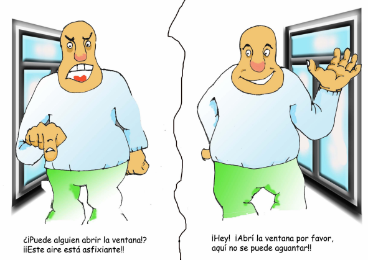 ¿¡Puede alguien abrir la ventana!?
¡¡Este aire está asfixiante!!
¡Hey! ¡Abrí la ventana por favor,
aquí no se puede aguantar!!